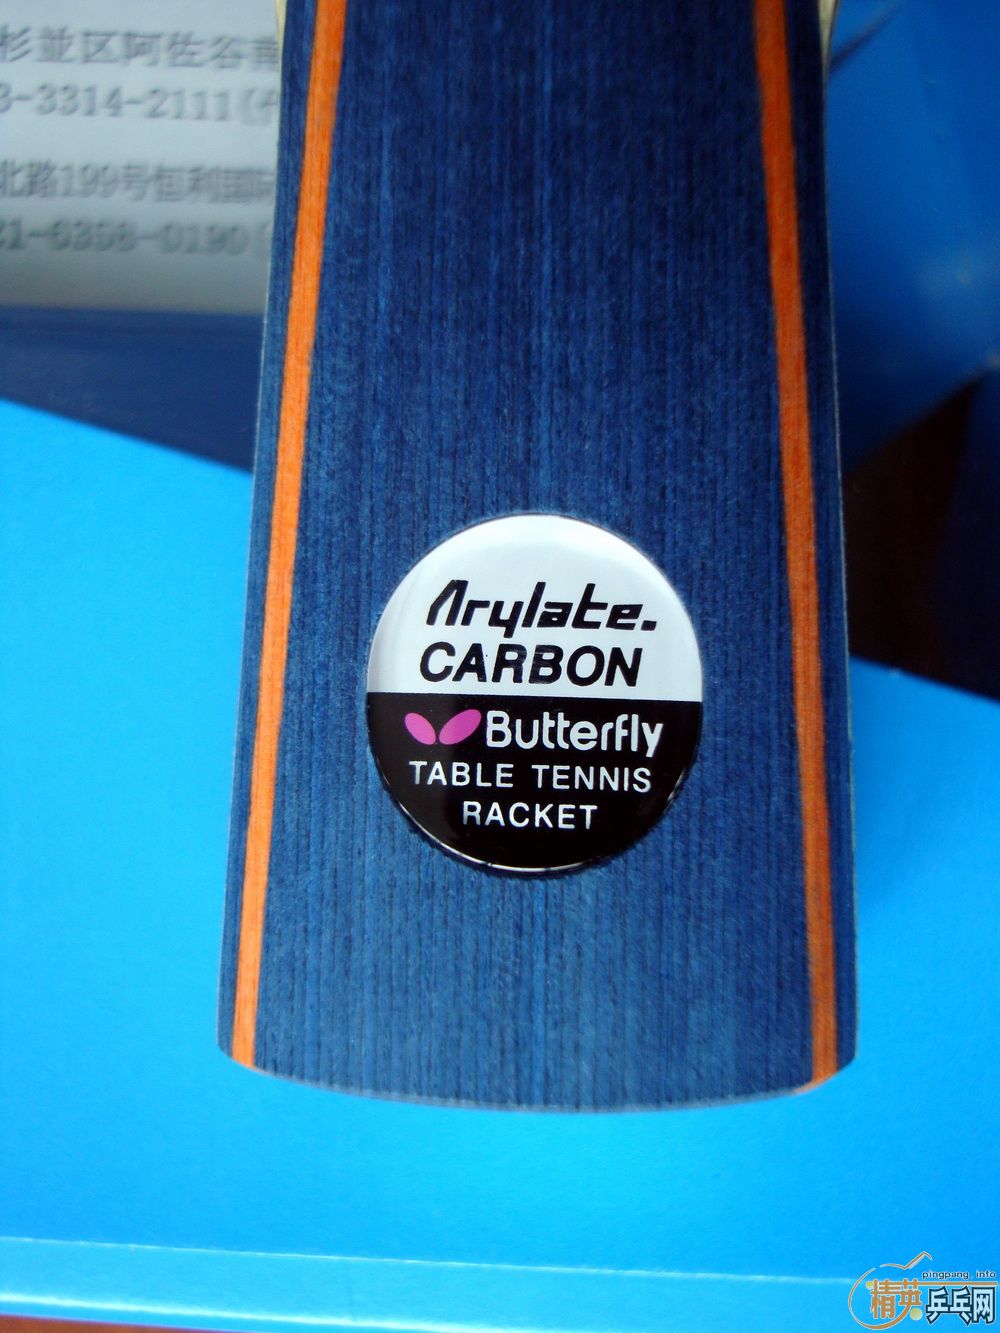 杉並区阿佐谷
3-3314-2111(
北路199号恒利国际
21-6358-0190(
Arylate.
CARBON
Butterfly
TABLE TENNIS
RACKET
pingpang.info
精英乒乓网